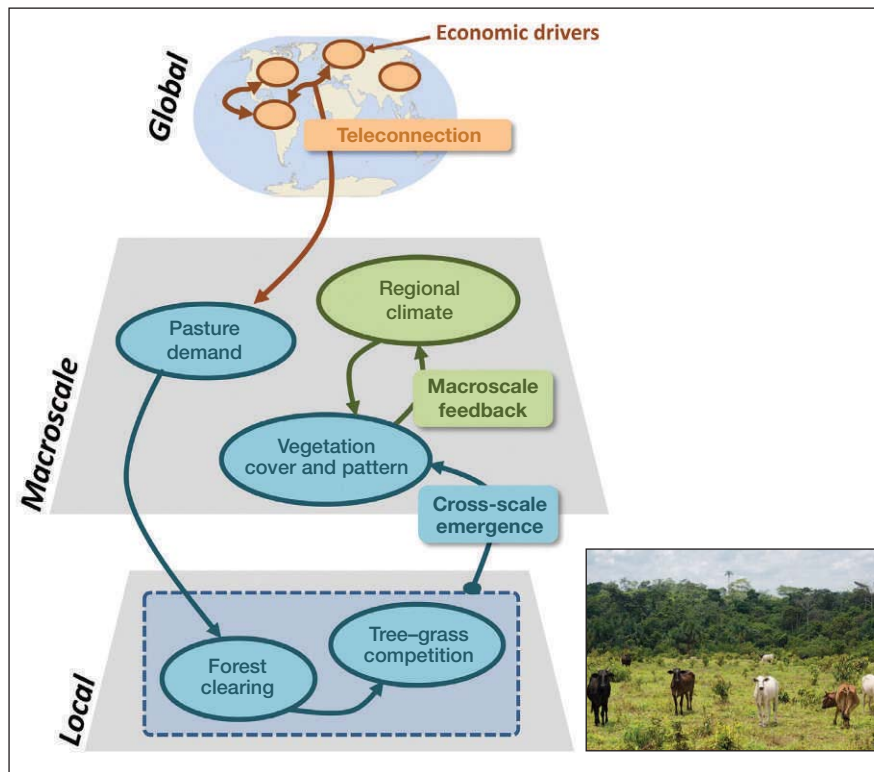 Economic drivers
Global
Teleconnection
Regional
climate
Pasture
demand
Macroscale
feedback
Macroscale
Vegetation
cover and pattern
Cross-scale
emergence
Tree–grass
competition
Forest
clearing
Local